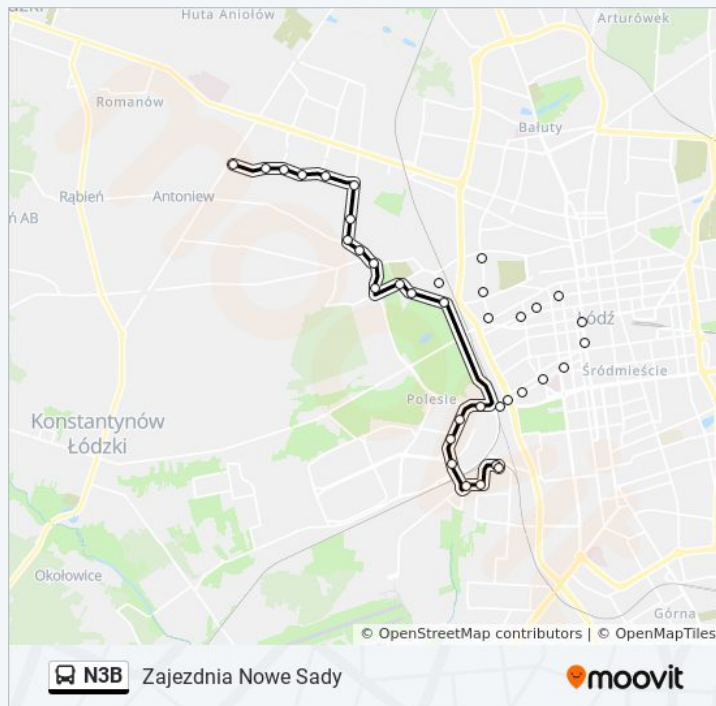 zki
Huta Aniołów
Arturówek
Romanów
Bałuty
Rąbień
Antoniew
ń AB
Łódź
Śródmieście
Polesie
Konstantynów
Łódzki
Okołowice
Górna
© OpenStreetMap contributors | © OpenMapTiles
N3B Zajezdnia Nowe Sady moovit